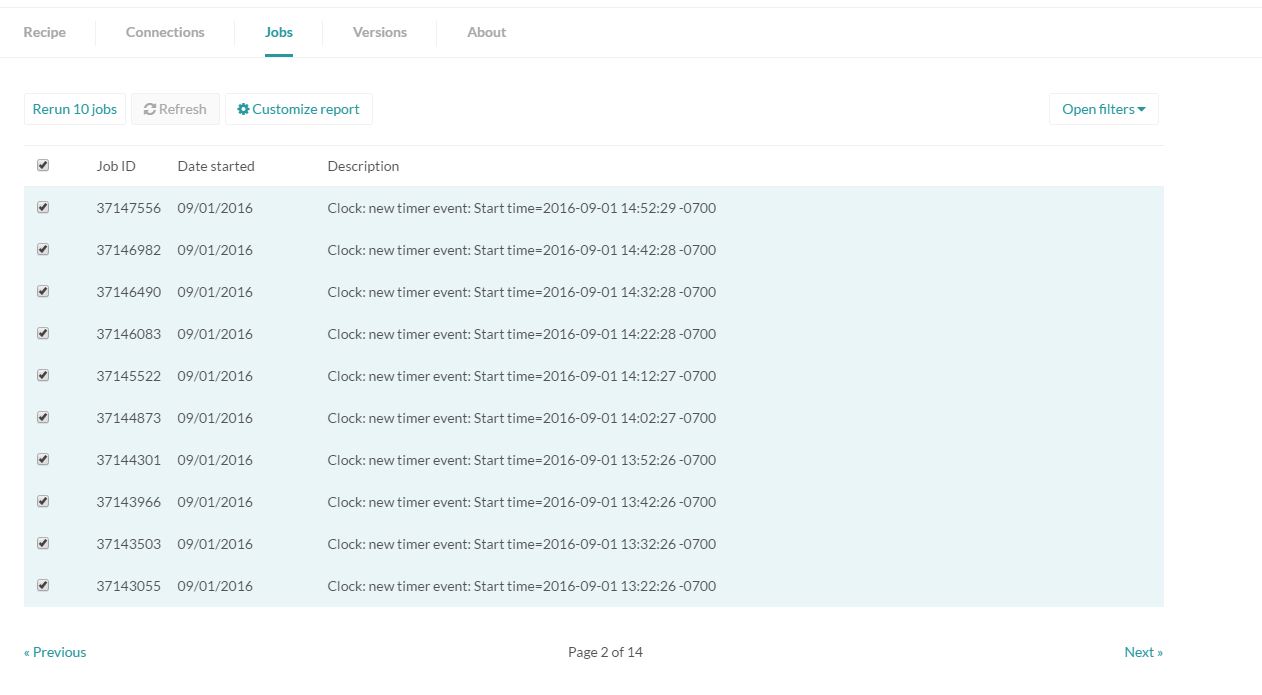 Recipe Connections Jobs Versions About
Rerun 10 jobs Refresh Customize report Open filters
Job ID Date started Description
37147556 09/01/2016 Clock: new timer event: Start time=2016-09-01 14:52:29 -0700
37146982 09/01/2016 Clock: new timer event: Start time=2016-09-01 14:42:28 -0700
37146490 09/01/2016 Clock: new timer event: Start time=2016-09-01 14:32:28 -0700
37146083 09/01/2016 Clock: new timer event: Start time=2016-09-01 14:22:28 -0700
37145522 09/01/2016 Clock: new timer event: Start time=2016-09-01 14:12:27 -0700
37144873 09/01/2016 Clock: new timer event: Start time=2016-09-01 14:02:27 -0700
37144301 09/01/2016 Clock: new timer event: Start time=2016-09-01 13:52:26 -0700
37143966 09/01/2016 Clock: new timer event: Start time=2016-09-01 13:42:26 -0700
37143503 09/01/2016 Clock: new timer event: Start time=2016-09-01 13:32:26 -0700
37143055 09/01/2016 Clock: new timer event: Start time=2016-09-01 13:22:26 -0700
« Previous Page 2 of 14 Next »